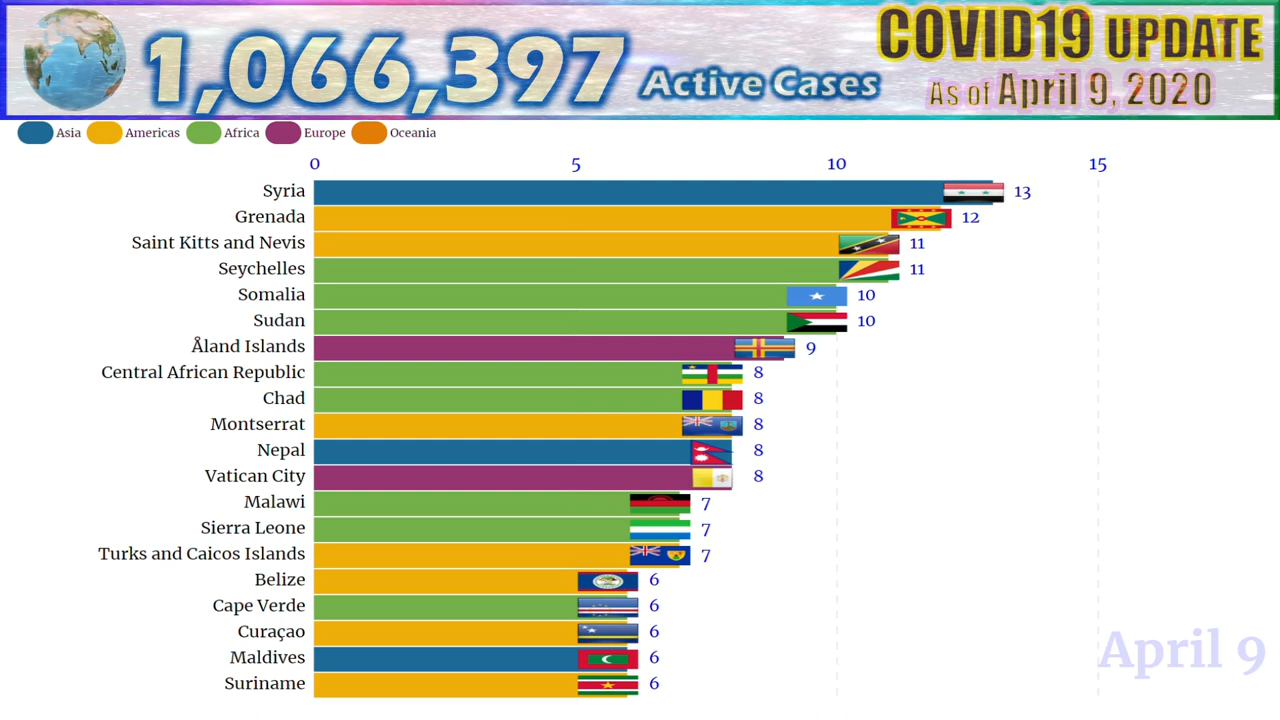 1,066,397 Active Cases
COVID19 UPDATE
As of April 9, 2020
Asia Americas Africa Europe Oceania
0 5 10 15
Syria 13
Grenada 12
Saint Kitts and Nevis 11
Seychelles 11
Somalia 10
Sudan 10
Åland Islands 9
Central African Republic 8
Chad 8
Montserrat 8
Nepal 8
Vatican City 8
Malawi 7
Sierra Leone 7
Turks and Caicos Islands 7
Belize 6
Cape Verde 6
Curaçao 6
Maldives 6
Suriname 6
April 9